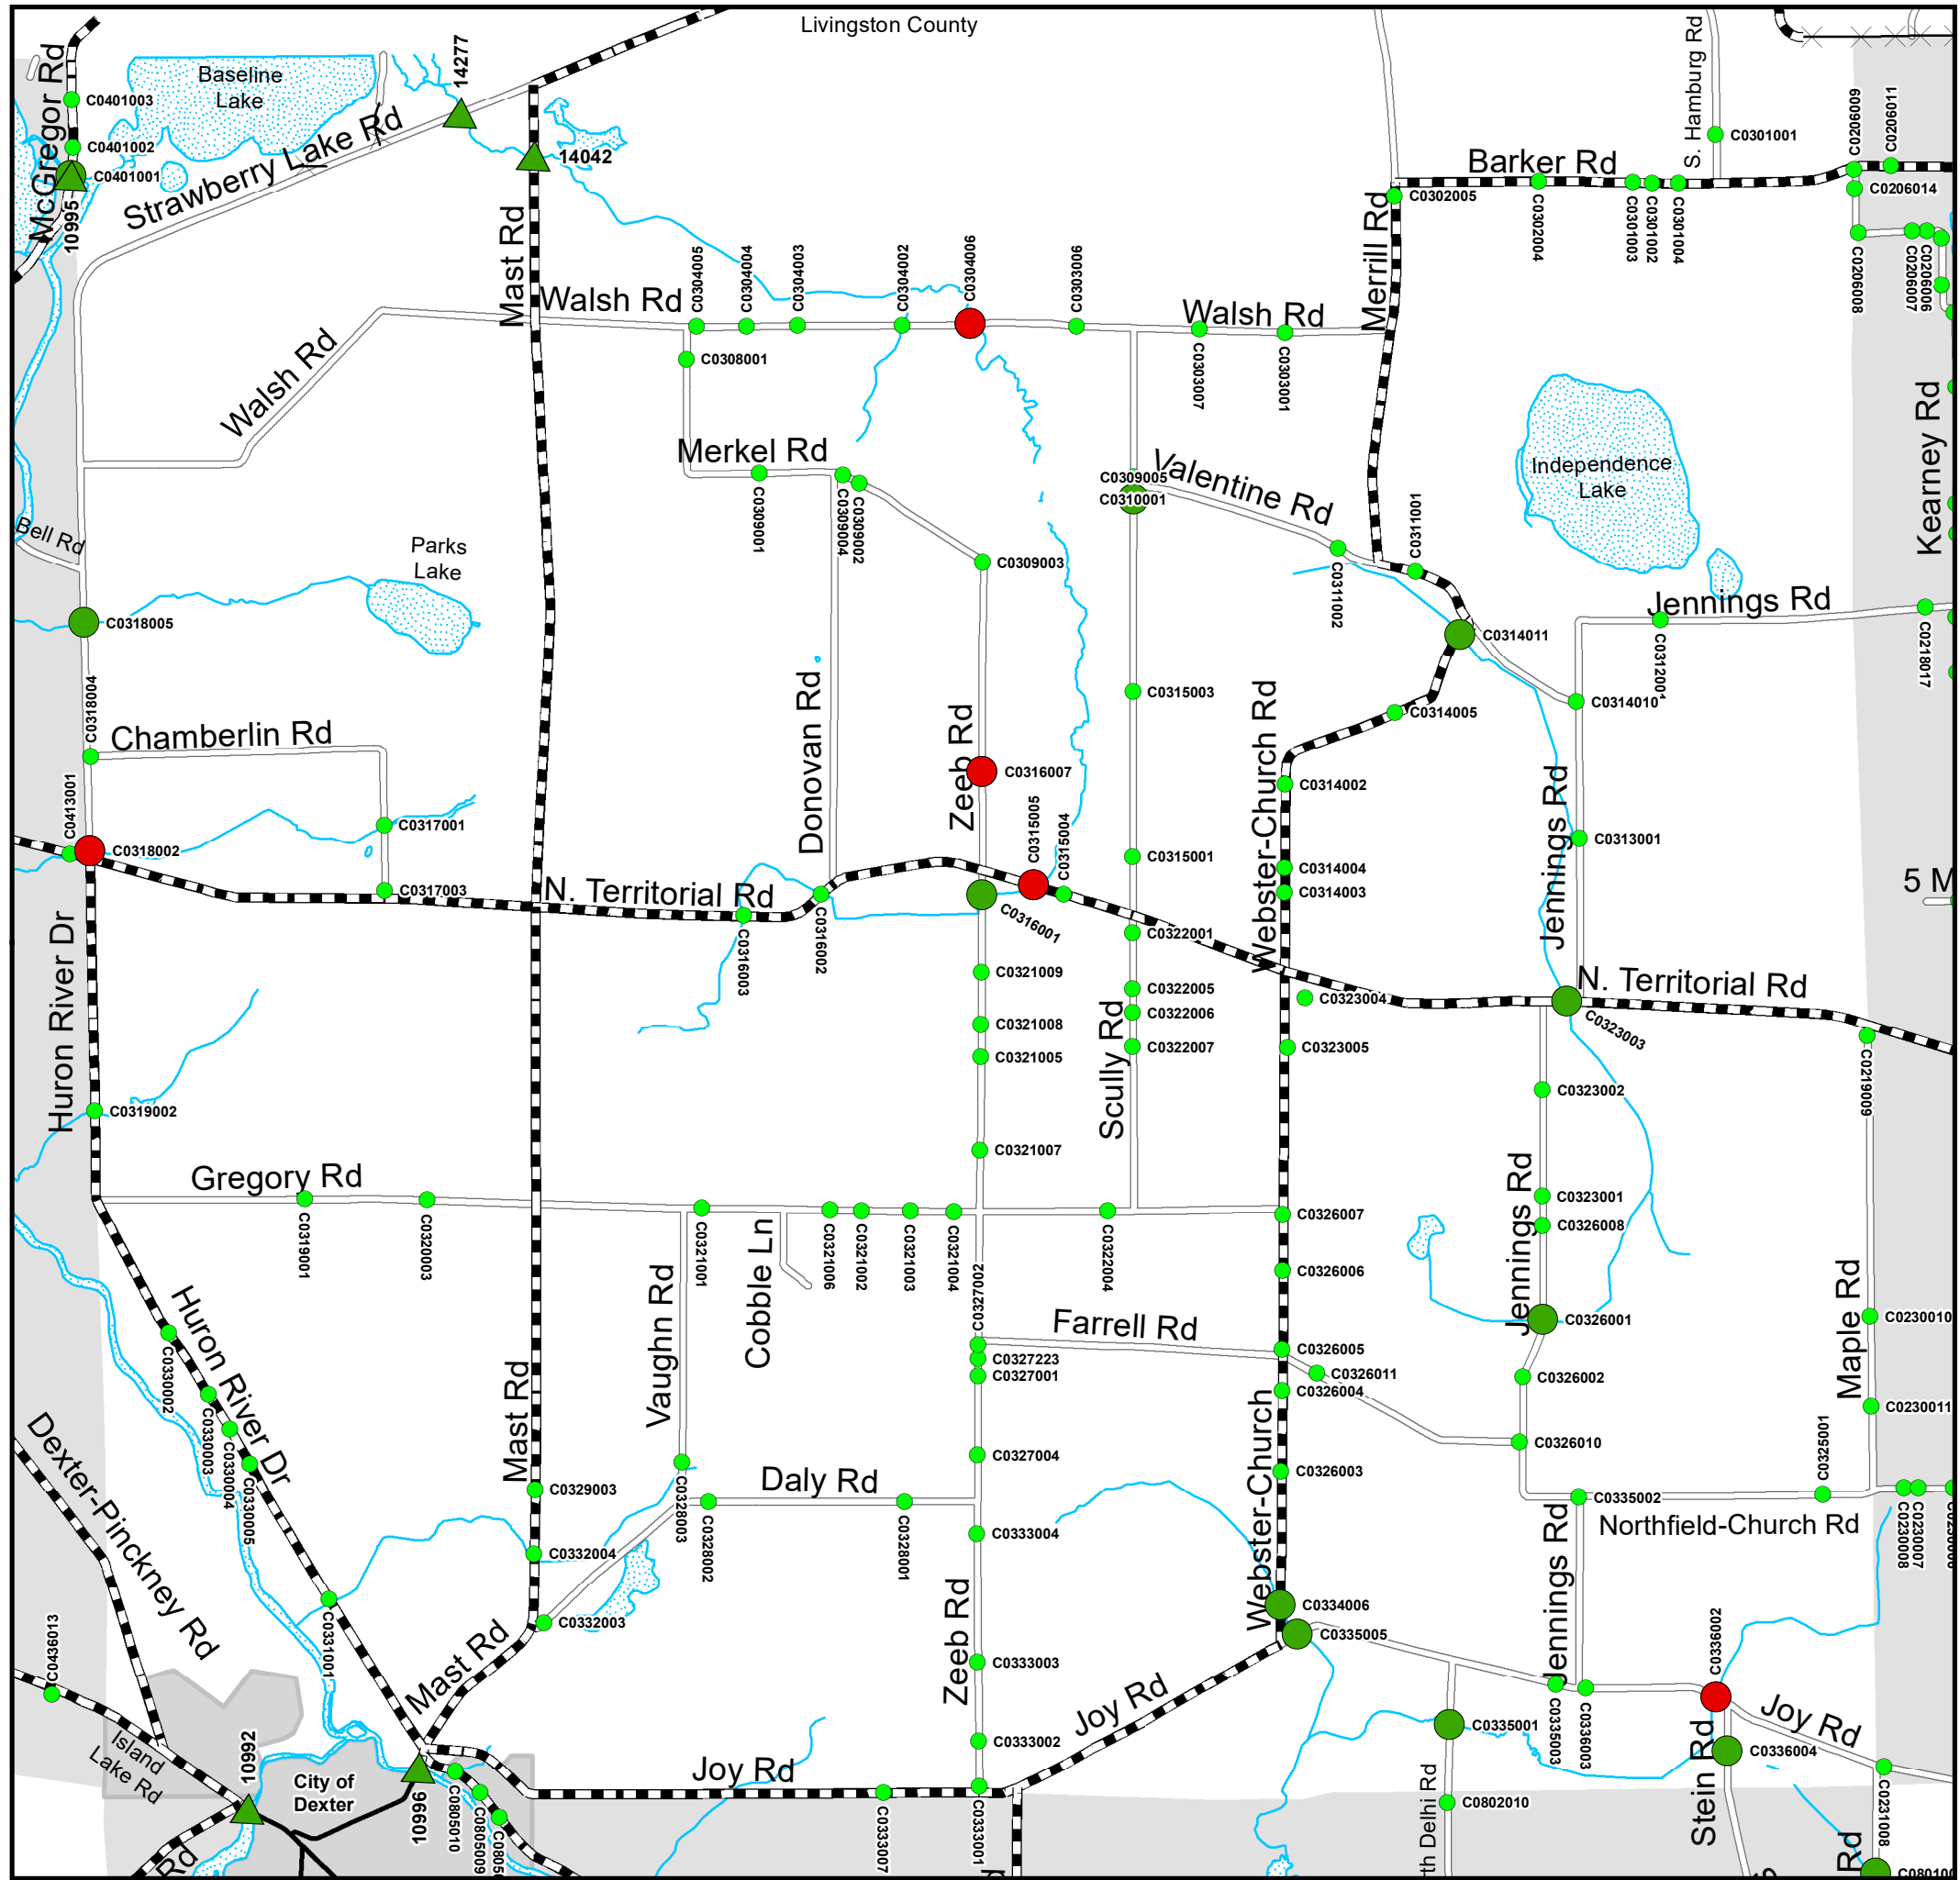 Livingston County
McGregor Rd
C0401003
C0401002
C0401001
10995
Baseline
Lake
Strawberry Lake Rd
14277
14042
Mast Rd
Walsh Rd
C0304005
C0304004
C0304003
C0304002
C0304006
C0303006
Walsh Rd
C0303007
C0303001
Merrill Rd
C0302005
Barker Rd
C0302004
C0301003
C0301002
C0301004
S. Hamburg Rd
C0301001
C0206009
C0206011
C0206014
C0206008
C0206007
C0206006
Walsh Rd
C0308001
Merkel Rd
C0309001
C0309004
C0309002
C0309003
C0309005
C0310001
Valentine Rd
C0311002
C0311001
Independence
Lake
Kearney Rd
Bell Rd
Parks
Lake
C0318005
C0318004
Chamberlin Rd
C0413001
C0318002
C0317001
C0317003
Donovan Rd
Zeeb Rd
C0316007
C0315005
C0315004
C0315003
C0315001
C0314011
C0314005
C0314010
Jennings Rd
C0312001
C0218017
Webster-Church Rd
C0314002
C0314004
C0314003
Jennings Rd
C0313001
5 M
N. Territorial Rd
C0316003
C0316002
C0316001
C0322001
C0321009
C0321008
C0321005
C0321007
C0322005
C0322006
C0322007
Scully Rd
C0323004
C0323005
N. Territorial Rd
C0323003
C0323002
C0323001
C0326008
C0219009
Huron River Dr
C0319002
Gregory Rd
C0319001
C0320003
C0321001
C0321006
C0321002
C0321003
C0321004
C0322004
C0326007
C0326006
Jennings Rd
C0326001
C0326002
C0326010
Maple Rd
C0230010
C0230011
Huron River Dr
C0330002
C0330003
C0330004
C0330005
Vaughn Rd
Cobble Ln
C0327002
C0327223
C0327001
C0327004
Farrell Rd
C0326005
C0326011
C0326004
C0326003
Webster-Church
Mast Rd
C0329003
C0332004
C0332003
C0328003
Daly Rd
C0328002
C0328001
C0333004
C0335002
C0325001
Northfield-Church Rd
C0230008
C0230007
Dexter-Pinckney Rd
C0436013
C0331001
Mast Rd
Zeeb Rd
C0333003
C0333002
C0334006
C0335005
Jennings Rd
C0335003
C0336003
C0336002
Joy Rd
C0335001
Stein Rd
C0336004
Joy Rd
Island
Lake Rd
10992
City of
Dexter
10996
C0805010
C0805009
C0805
Joy Rd
C0333007
C0333001
th Delhi Rd
C0802010
C0231008
Rd
Rd
C080100